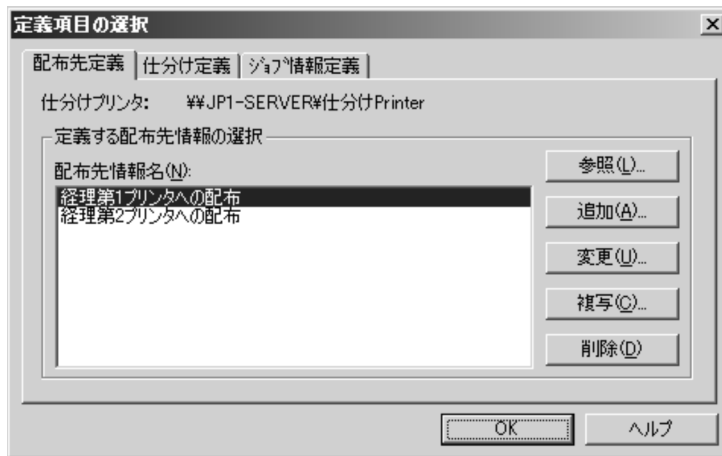 定義項目の選択
配布先定義 仕分け定義 ｼﾞｮﾌﾞ情報定義
仕分けプリンタ: ¥¥JP1-SERVER¥仕分けPrinter
定義する配布先情報の選択
配布先情報名(N):
経理第1プリンタへの配布
経理第2プリンタへの配布
参照(L)...
追加(A)...
変更(U)...
複写(C)...
削除(D)
OK ヘルプ